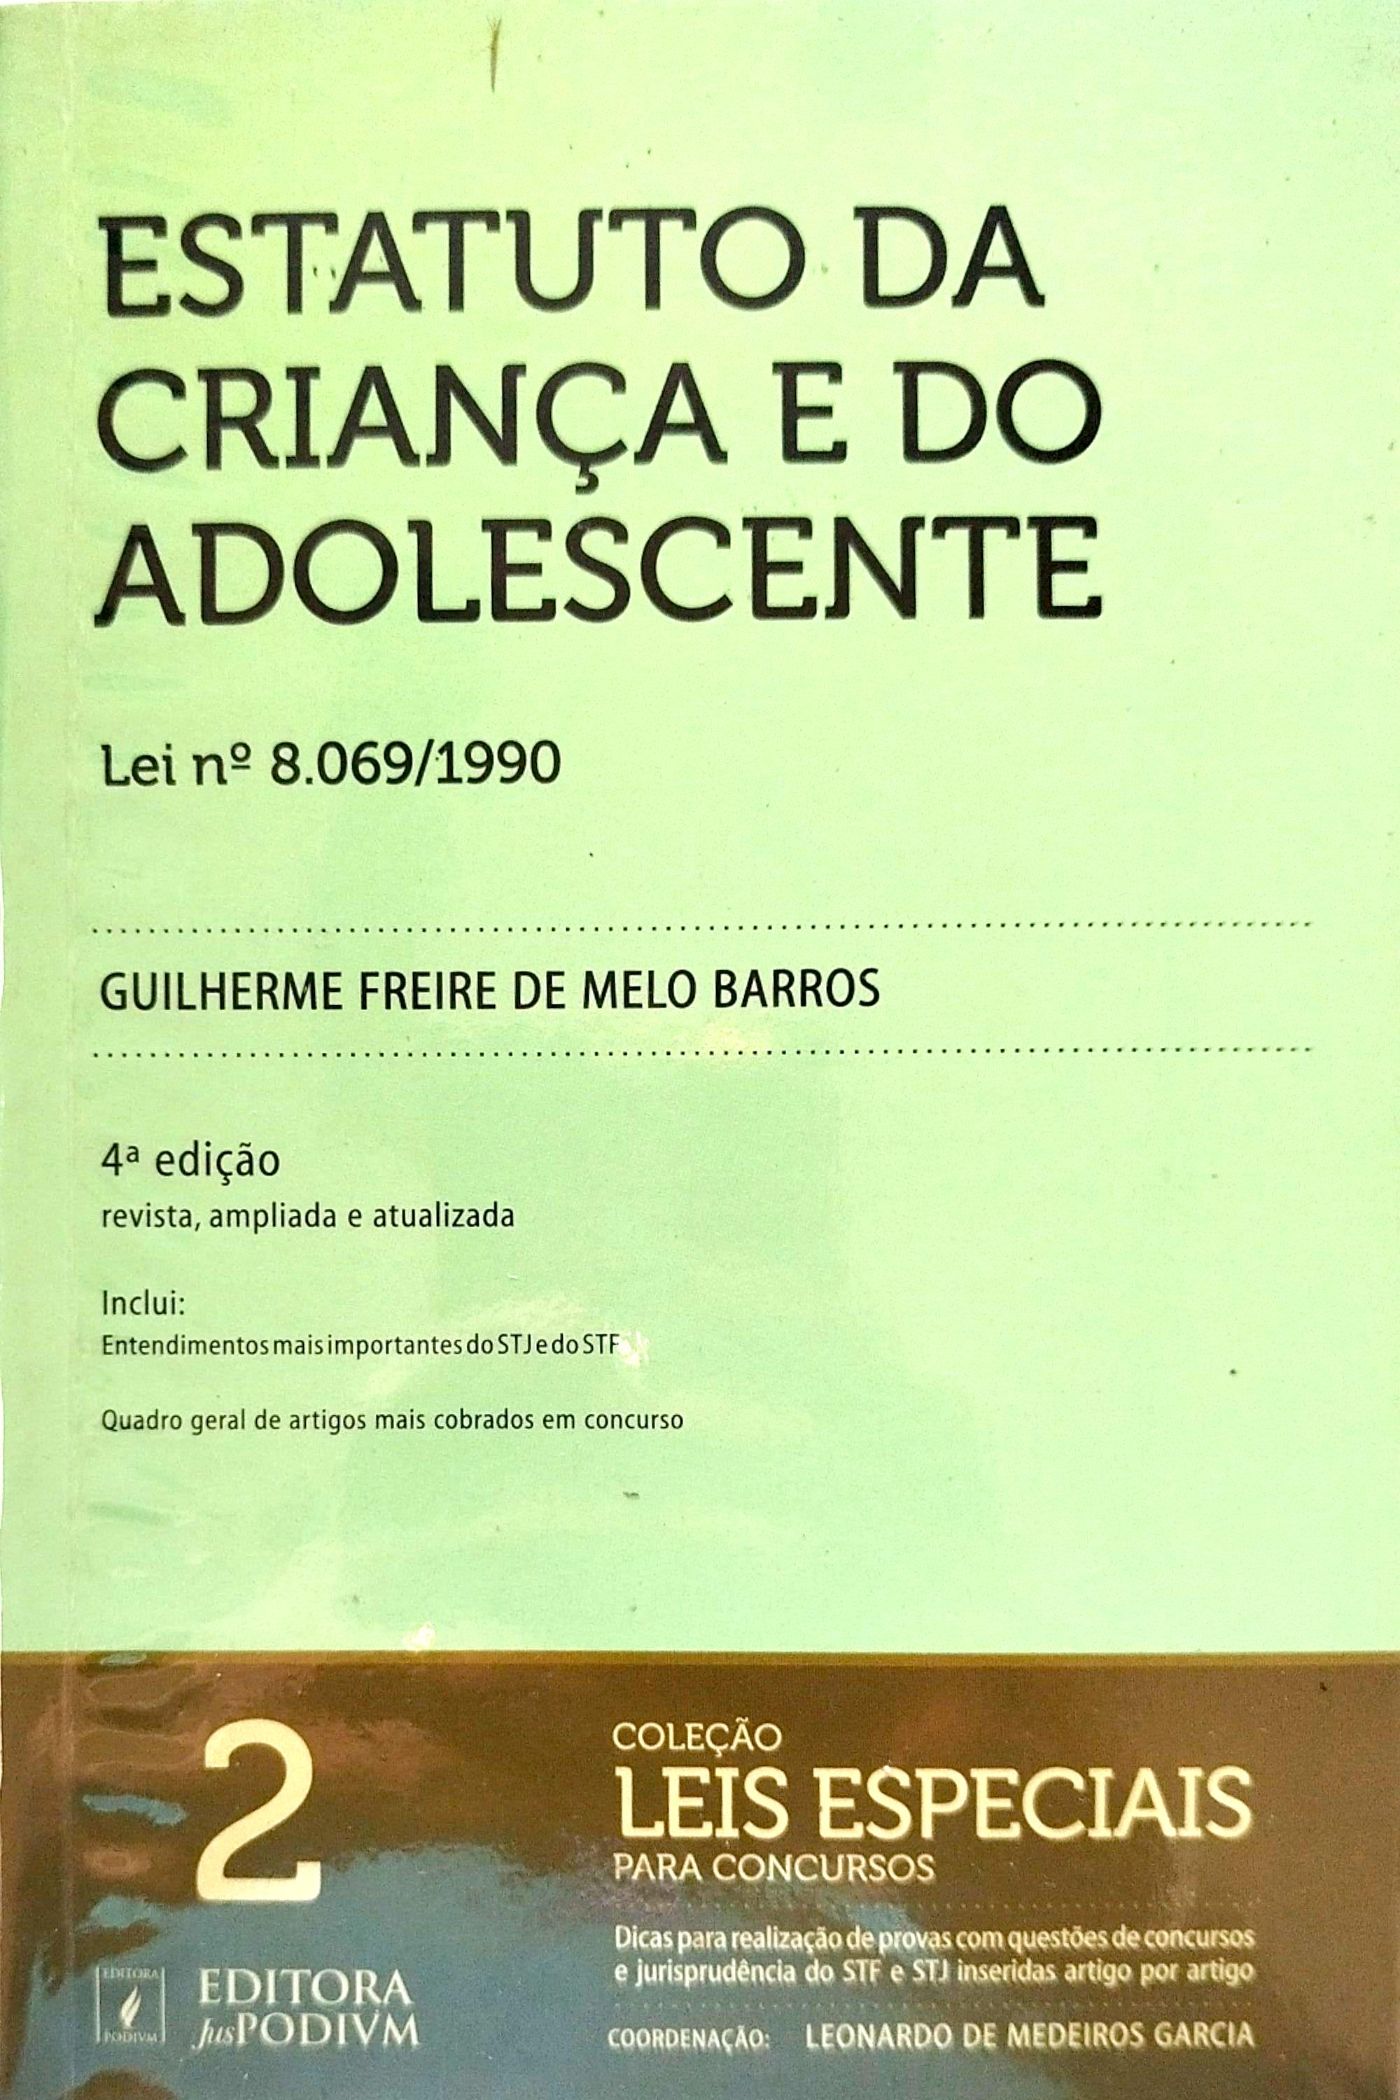 ESTATUTO DA
CRIANÇA E DO
ADOLESCENTE
Lei nº 8.069/1990
GUILHERME FREIRE DE MELO BARROS
4ª edição
revista, ampliada e atualizada
Inclui:
Entendimentos mais importantes do STJ e do STF
Quadro geral de artigos mais cobrados em concurso
2
COLEÇÃO
LEIS ESPECIAIS
PARA CONCURSOS
Dicas para realização de provas com questões de concursos
e jurisprudência do STF e STJ inseridas artigo por artigo
COORDENAÇÃO: LEONARDO DE MEDEIROS GARCIA
EDITORA
PODIVM
EDITORA
JusPODIVM